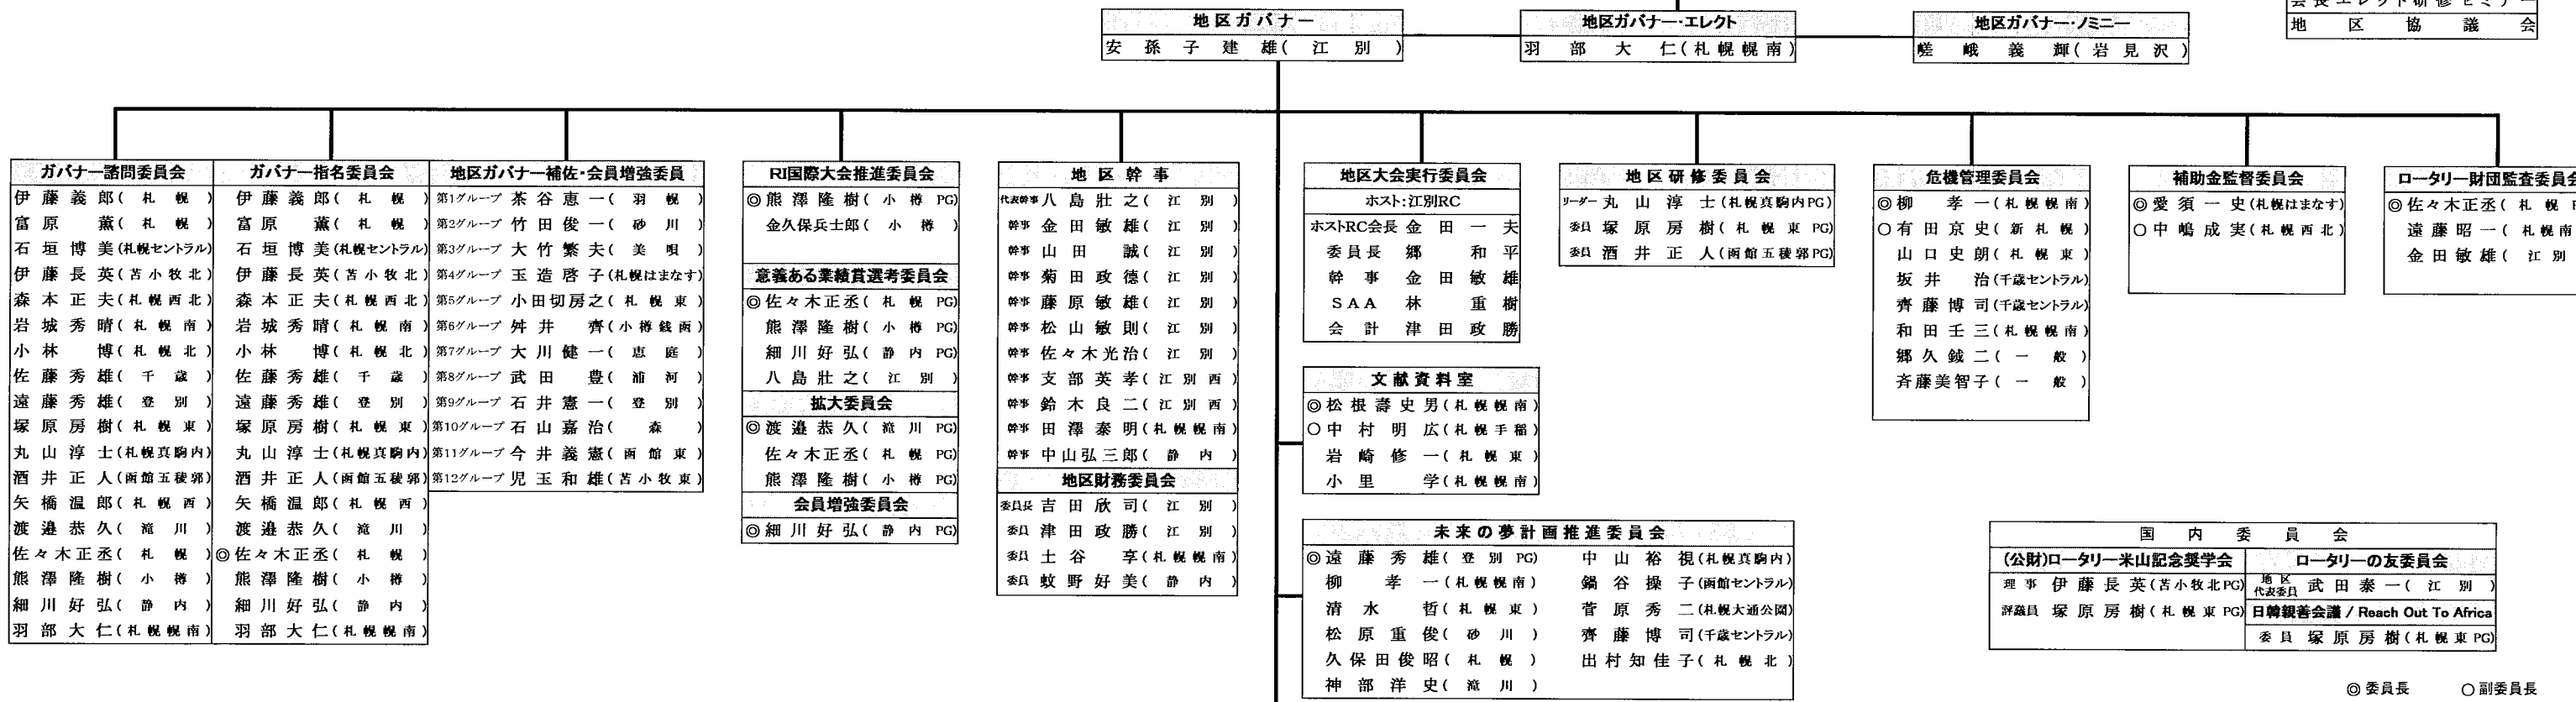 会長エレクト研修セミナー
地区協議会
地区ガバナー
安孫子建雄(江別)
地区ガバナー・エレクト
羽部大仁(札幌幌南)
地区ガバナー・ノミニー
嵯峨義輝(岩見沢)
ガバナー諮問委員会
伊藤義郎(札幌)
富原薫(札幌)
石垣博美(札幌セントラル)
伊藤長英(苫小牧北)
森本正夫(札幌西北)
岩城秀晴(札幌南)
小林博(札幌北)
佐藤秀雄(千歳)
遠藤秀雄(登別)
塚原房樹(札幌東)
丸山淳士(札幌真駒内)
酒井正人(函館五稜郭)
矢橋温郎(札幌西)
渡邉恭久(滝川)
佐々木正丞(札幌)
熊澤隆樹(小樽)
細川好弘(静内)
羽部大仁(札幌幌南)
ガバナー指名委員会
伊藤義郎(札幌)
富原薫(札幌)
石垣博美(札幌セントラル)
伊藤長英(苫小牧北)
森本正夫(札幌西北)
岩城秀晴(札幌南)
小林博(札幌北)
佐藤秀雄(千歳)
遠藤秀雄(登別)
塚原房樹(札幌東)
丸山淳士(札幌真駒内)
酒井正人(函館五稜郭)
矢橋温郎(札幌西)
渡邉恭久(滝川)
◎佐々木正丞(札幌)
熊澤隆樹(小樽)
細川好弘(静内)
羽部大仁(札幌幌南)
地区ガバナー補佐・会員増強委員
第1グループ 茶谷恵一(羽幌)
第2グループ 竹田俊一(砂川)
第3グループ 大竹繁夫(美唄)
第4グループ 玉造啓子(札幌はまなす)
第5グループ 小田切房之(札幌東)
第6グループ 舛井齊(小樽銭函)
第7グループ 大川健一(恵庭)
第8グループ 武田豊(浦河)
第9グループ 石井憲一(登別)
第10グループ 石山嘉治(森)
第11グループ 今井義憲(函館東)
第12グループ 児玉和雄(苫小牧東)
RI国際大会推進委員会
◎熊澤隆樹(小樽PG)
金久保兵士郎(小樽)
意義ある業績賞選考委員会
◎佐々木正丞(札幌PG)
熊澤隆樹(小樽PG)
細川好弘(静内PG)
八島壯之(江別)
拡大委員会
◎渡邉恭久(滝川PG)
佐々木正丞(札幌PG)
熊澤隆樹(小樽PG)
会員増強委員会
◎細川好弘(静内PG)
地区幹事
代表幹事 八島壯之(江別)
幹事 金田敏雄(江別)
幹事 山田誠(江別)
幹事 菊田政徳(江別)
幹事 藤原敏雄(江別)
幹事 松山敏則(江別)
幹事 佐々木光治(江別)
幹事 支部英孝(江別西)
幹事 鈴木良二(江別西)
幹事 田澤泰明(札幌幌南)
幹事 中山弘三郎(静内)
地区財務委員会
委員長 吉田欣司(江別)
委員 津田政勝(江別)
委員 土谷享(札幌幌南)
委員 蚊野好美(静内)
地区大会実行委員会
ホスト:江別RC
ホストRC会長 金田一夫
委員長 郷和平
幹事 金田敏雄
SAA 林重樹
会計 津田政勝
文献資料室
◎松根壽史男(札幌幌南)
○中村明広(札幌手稲)
岩崎修一(札幌東)
小里学(札幌幌南)
未来の夢計画推進委員会
◎遠藤秀雄(登別PG) 中山裕視(札幌真駒内)
柳孝一(札幌幌南) 鍋谷操子(函館セントラル)
清水哲(札幌東) 菅原秀二(札幌大通公園)
松原重俊(砂川) 齊藤博司(千歳セントラル)
久保田俊昭(札幌) 出村知佳子(札幌北)
神部洋史(滝川)
地区研修委員会
リーダー 丸山淳士(札幌真駒内PG)
委員 塚原房樹(札幌東PG)
委員 酒井正人(函館五稜郭PG)
危機管理委員会
◎柳孝一(札幌幌南)
○有田京史(新札幌)
山口史朗(札幌東)
坂井治(千歳セントラル)
齊藤博司(千歳セントラル)
和田壬三(札幌幌南)
郷久鉞二(一般)
斉藤美智子(一般)
補助金監督委員会
◎愛須一史(札幌はまなす)
○中嶋成実(札幌西北)
ロータリー財団監査委員会
◎佐々木正丞(札幌
遠藤昭一(札幌南
金田敏雄(江別
国内委員会
(公財)ロータリー米山記念奨学会
理事 伊藤長英(苫小牧北PG)
評議員 塚原房樹(札幌東PG)
ロータリーの友委員会
地区代表委員 武田泰一(江別)
日韓親善会議/Reach Out To Africa
委員 塚原房樹(札幌東PG)
◎委員長 ○副委員長